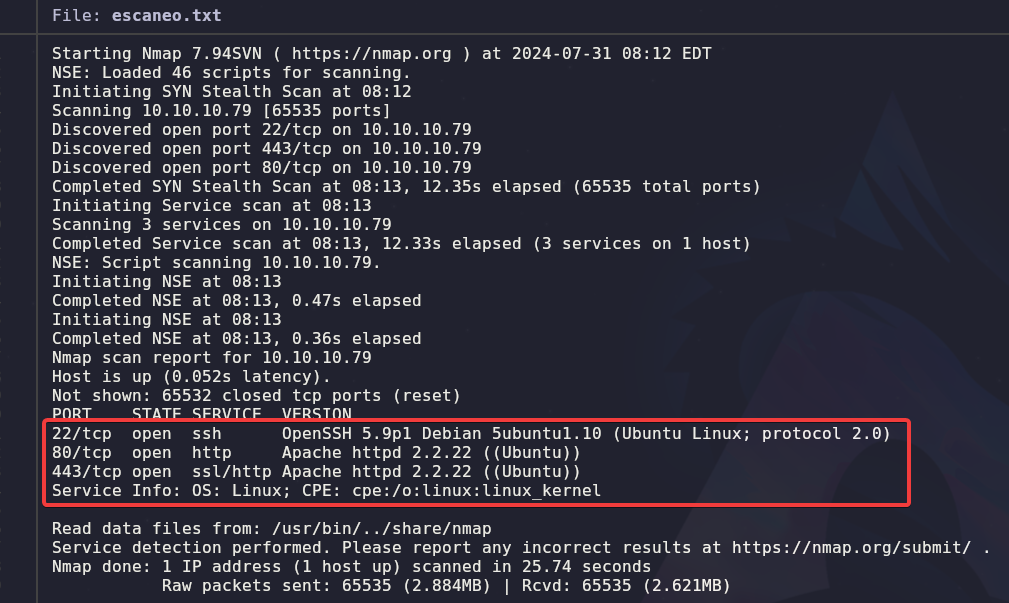 File: escaneo.txt
Starting Nmap 7.94SVN ( https://nmap.org ) at 2024-07-31 08:12 EDT
NSE: Loaded 46 scripts for scanning.
Initiating SYN Stealth Scan at 08:12
Scanning 10.10.10.79 [65535 ports]
Discovered open port 22/tcp on 10.10.10.79
Discovered open port 443/tcp on 10.10.10.79
Discovered open port 80/tcp on 10.10.10.79
Completed SYN Stealth Scan at 08:13, 12.35s elapsed (65535 total ports)
Initiating Service scan at 08:13
Scanning 3 services on 10.10.10.79
Completed Service scan at 08:13, 12.33s elapsed (3 services on 1 host)
NSE: Script scanning 10.10.10.79.
Initiating NSE at 08:13
Completed NSE at 08:13, 0.47s elapsed
Initiating NSE at 08:13
Completed NSE at 08:13, 0.36s elapsed
Nmap scan report for 10.10.10.79
Host is up (0.052s latency).
Not shown: 65532 closed tcp ports (reset)
PORT    STATE SERVICE  VERSION
22/tcp  open  ssh      OpenSSH 5.9p1 Debian 5ubuntu1.10 (Ubuntu Linux; protocol 2.0)
80/tcp  open  http     Apache httpd 2.2.22 ((Ubuntu))
443/tcp open  ssl/http Apache httpd 2.2.22 ((Ubuntu))
Service Info: OS: Linux; CPE: cpe:/o:linux:linux_kernel
Read data files from: /usr/bin/../share/nmap
Service detection performed. Please report any incorrect results at https://nmap.org/submit/ .
Nmap done: 1 IP address (1 host up) scanned in 25.74 seconds
           Raw packets sent: 65535 (2.884MB) | Rcvd: 65535 (2.621MB)